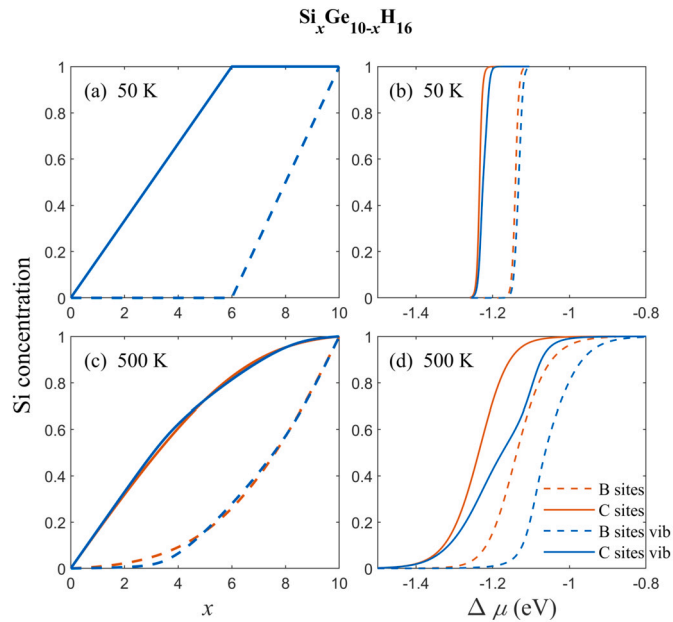 SixGe10-xH16
Si concentration
(a) 50 K
1
0.8
0.6
0.4
0.2
0
0 2 4 6 8 10
(b) 50 K
1
0.8
0.6
0.4
0.2
0
-1.4 -1.2 -1 -0.8
(c) 500 K
1
0.8
0.6
0.4
0.2
0
0 2 4 6 8 10
x
(d) 500 K
1
0.8
0.6
0.4
0.2
0
B sites
C sites
B sites vib
C sites vib
-1.4 -1.2 -1 -0.8
Δ μ (eV)